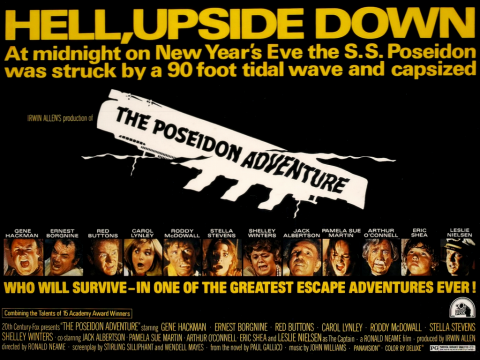 HELL, UPSIDE DOWN
At midnight on New Year's Eve the S.S. Poseidon
was struck by a 90 foot tidal wave and capsized
IRWIN ALLEN'S production of
THE POSEIDON ADVENTURE
GENE HACKMAN
ERNEST BORGNINE
RED BUTTONS
CAROL LYNLEY
RODDY McDOWALL
STELLA STEVENS
SHELLEY WINTERS
JACK ALBERTSON
PAMELA SUE MARTIN
ARTHUR O'CONNELL
ERIC SHEA
LESLIE NIELSEN
WHO WILL SURVIVE-IN ONE OF THE GREATEST ESCAPE ADVENTURES EVER!
Combining the Talents of 15 Academy Award Winners
20th Century Fox presents "THE POSEIDON ADVENTURE" starring GENE HACKMAN · ERNEST BORGNINE · RED BUTTONS · CAROL LYNLEY · RODDY McDOWALL · STELLA STEVENS
SHELLEY WINTERS · co-starring JACK ALBERTSON · PAMELA SUE MARTIN · ARTHUR O'CONNELL · ERIC SHEA and LESLIE NIELSEN as The Captain · a RONALD NEAME film · produced by IRWIN ALLEN
directed by RONALD NEAME · screenplay by STIRLING SILLIPHANT and WENDELL MAYES · from the novel by PAUL GALLICO · music by JOHN WILLIAMS · PANAVISION® COLOR BY DELUXE®